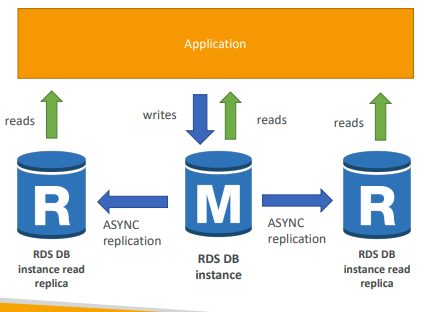 Application
reads
writes
reads
reads
R
M
R
ASYNC
replication
ASYNC
replication
RDS DB
instance read
replica
RDS DB
instance
RDS DB
instance read
replica